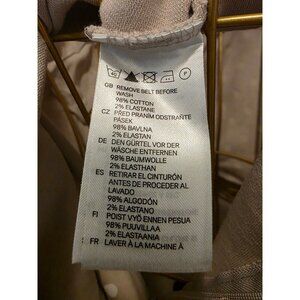 GB REMOVE BELT BEFORE
WASH
98% COTTON
2% ELASTANE
CZ PŘED PRANÍM ODSTRAŇTE
PÁSEK
98% BAVLNA
2% ELASTAN
DE DEN GÜRTEL VOR DER
WÄSCHE ENTFERNEN
98% BAUMWOLLE
2% ELASTHAN
ES RETIRAR EL CINTURÓN
ANTES DE PROCEDER AL
LAVADO
98% ALGODÓN
2% ELASTANO
FI POIST VYÖ ENNEN PESUA
98% PUUVILLAA
2% ELASTAANIA
FR LAVER À LA MACHINE À